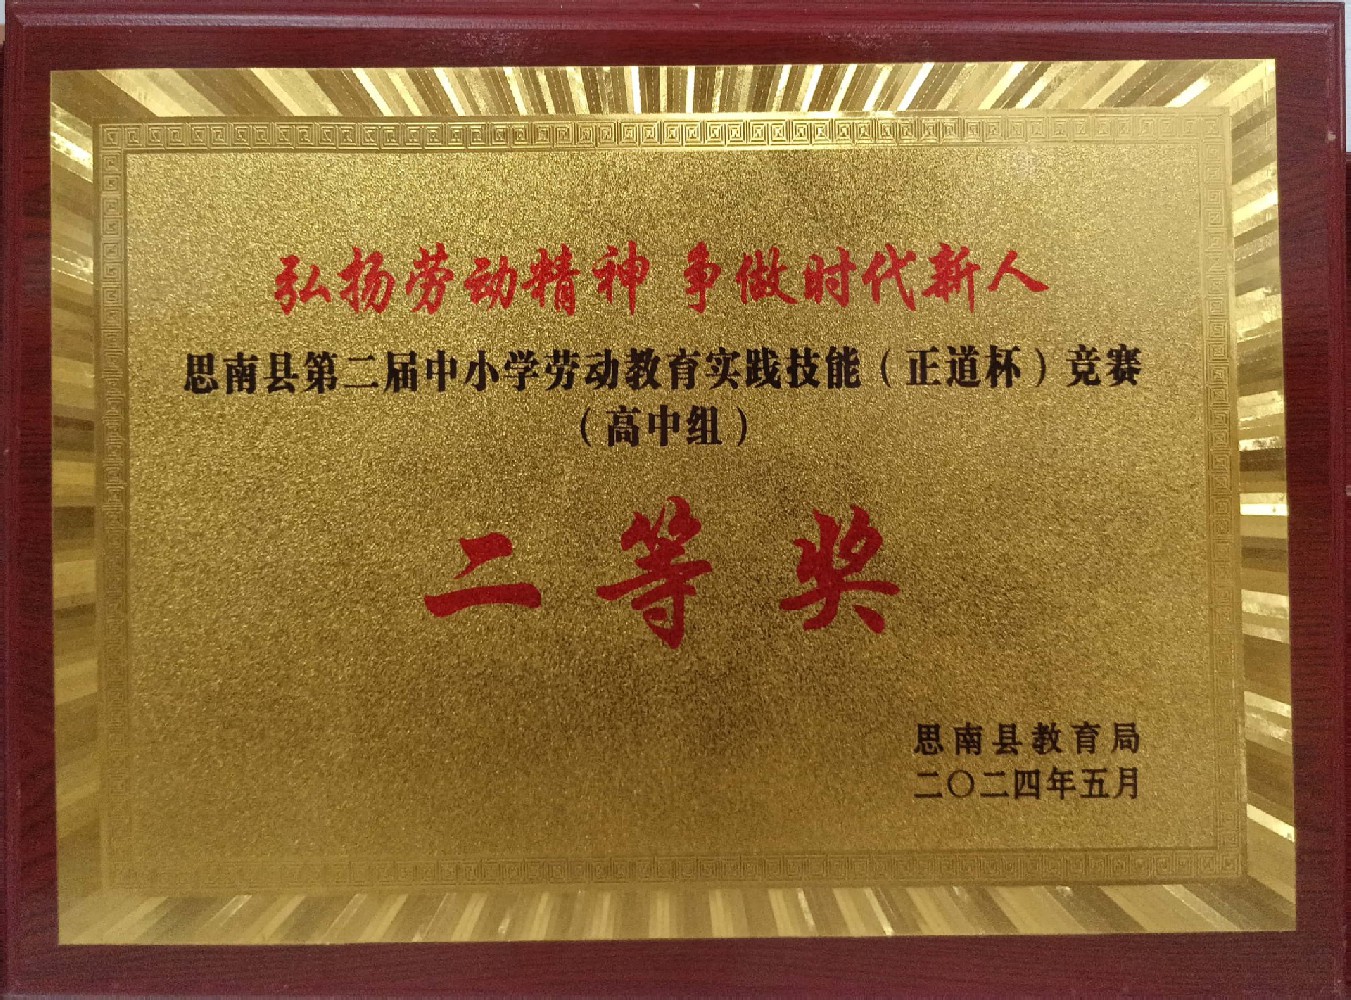 弘扬劳动精神 争做时代新人
思南县第二届中小学劳动教育实践技能（正道杯）竞赛
（高中组）
二等奖
思南县教育局
二〇二四年五月